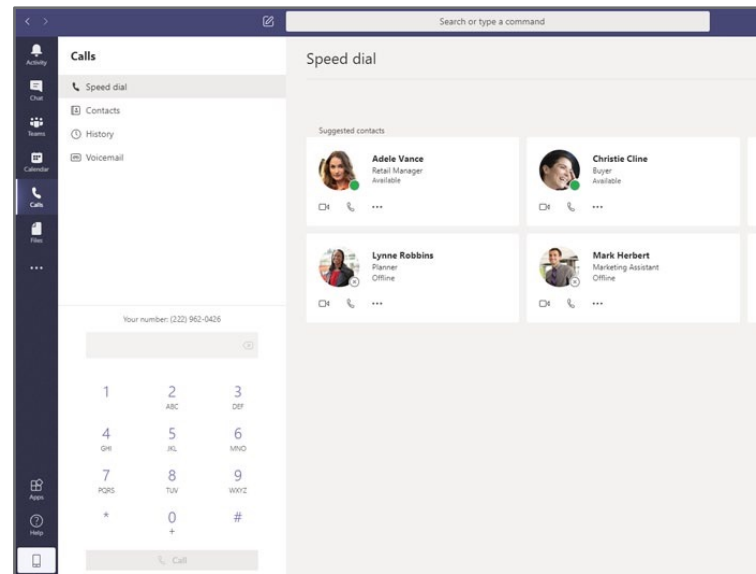 Search or type a command
Activity
Chat
Teams
Calendar
Calls
Files
Apps
Help
Calls
Speed dial
Contacts
History
Voicemail
Your number: (222) 962-0426
1 2 3
ABC DEF
4 5 6
GHI JKL MNO
7 8 9
PQRS TUV WXYZ
* 0 #
+
Call
Speed dial
Suggested contacts
Adele Vance
Retail Manager
Available
Christie Cline
Buyer
Available
Lynne Robbins
Planner
Offline
Mark Herbert
Marketing Assistant
Offline